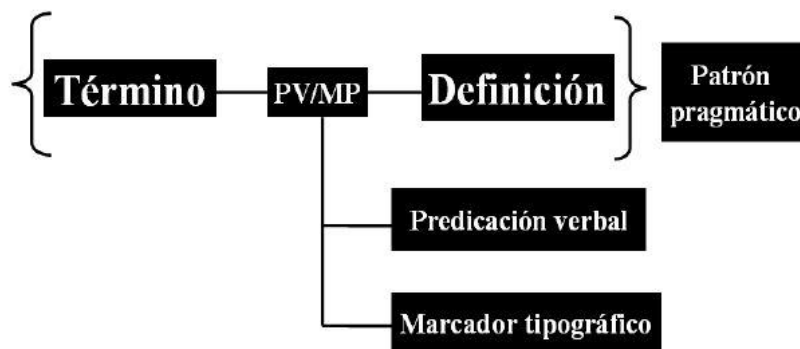 Término
PV/MP
Definición
Patrón
pragmático
Predicación verbal
Marcador tipográfico